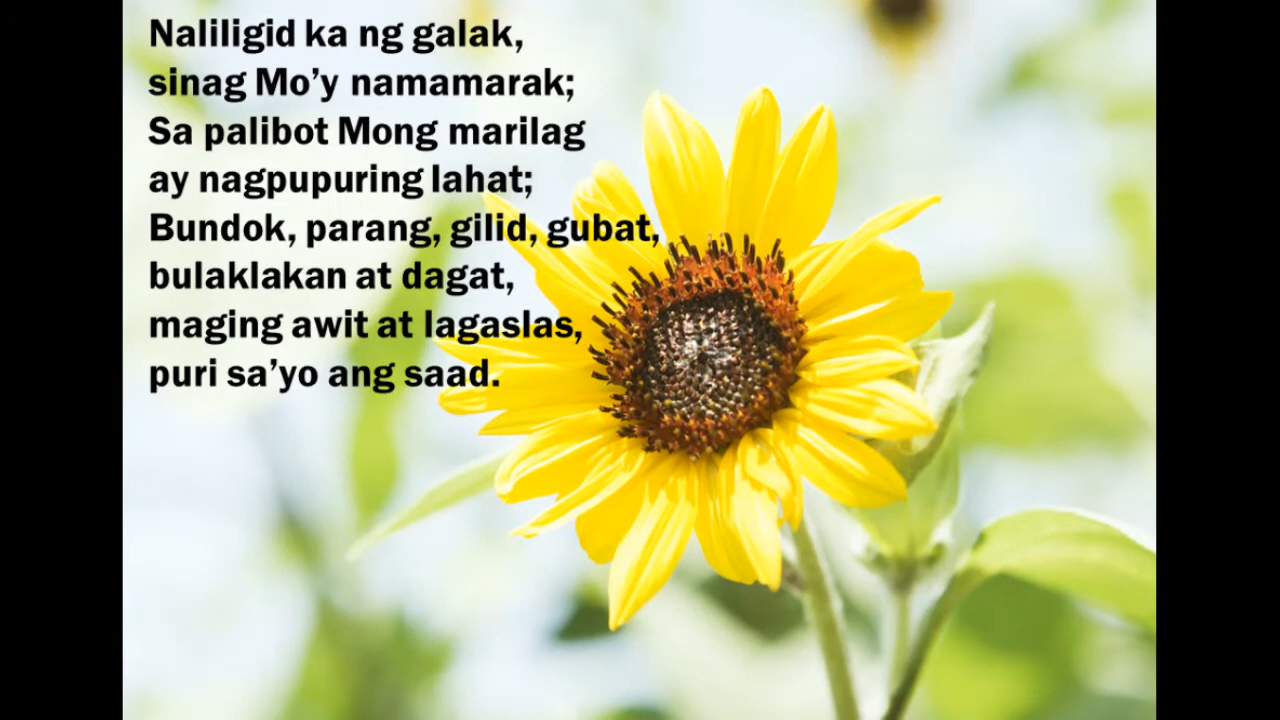 Naliligid ka ng galak,
sinag Mo’y namamarak;
Sa palibot Mong marilag
ay nagpupuring lahat;
Bundok, parang, gilid, gubat,
bulaklakan at dagat,
maging awit at lagaslas,
puri sa’yo ang saad.